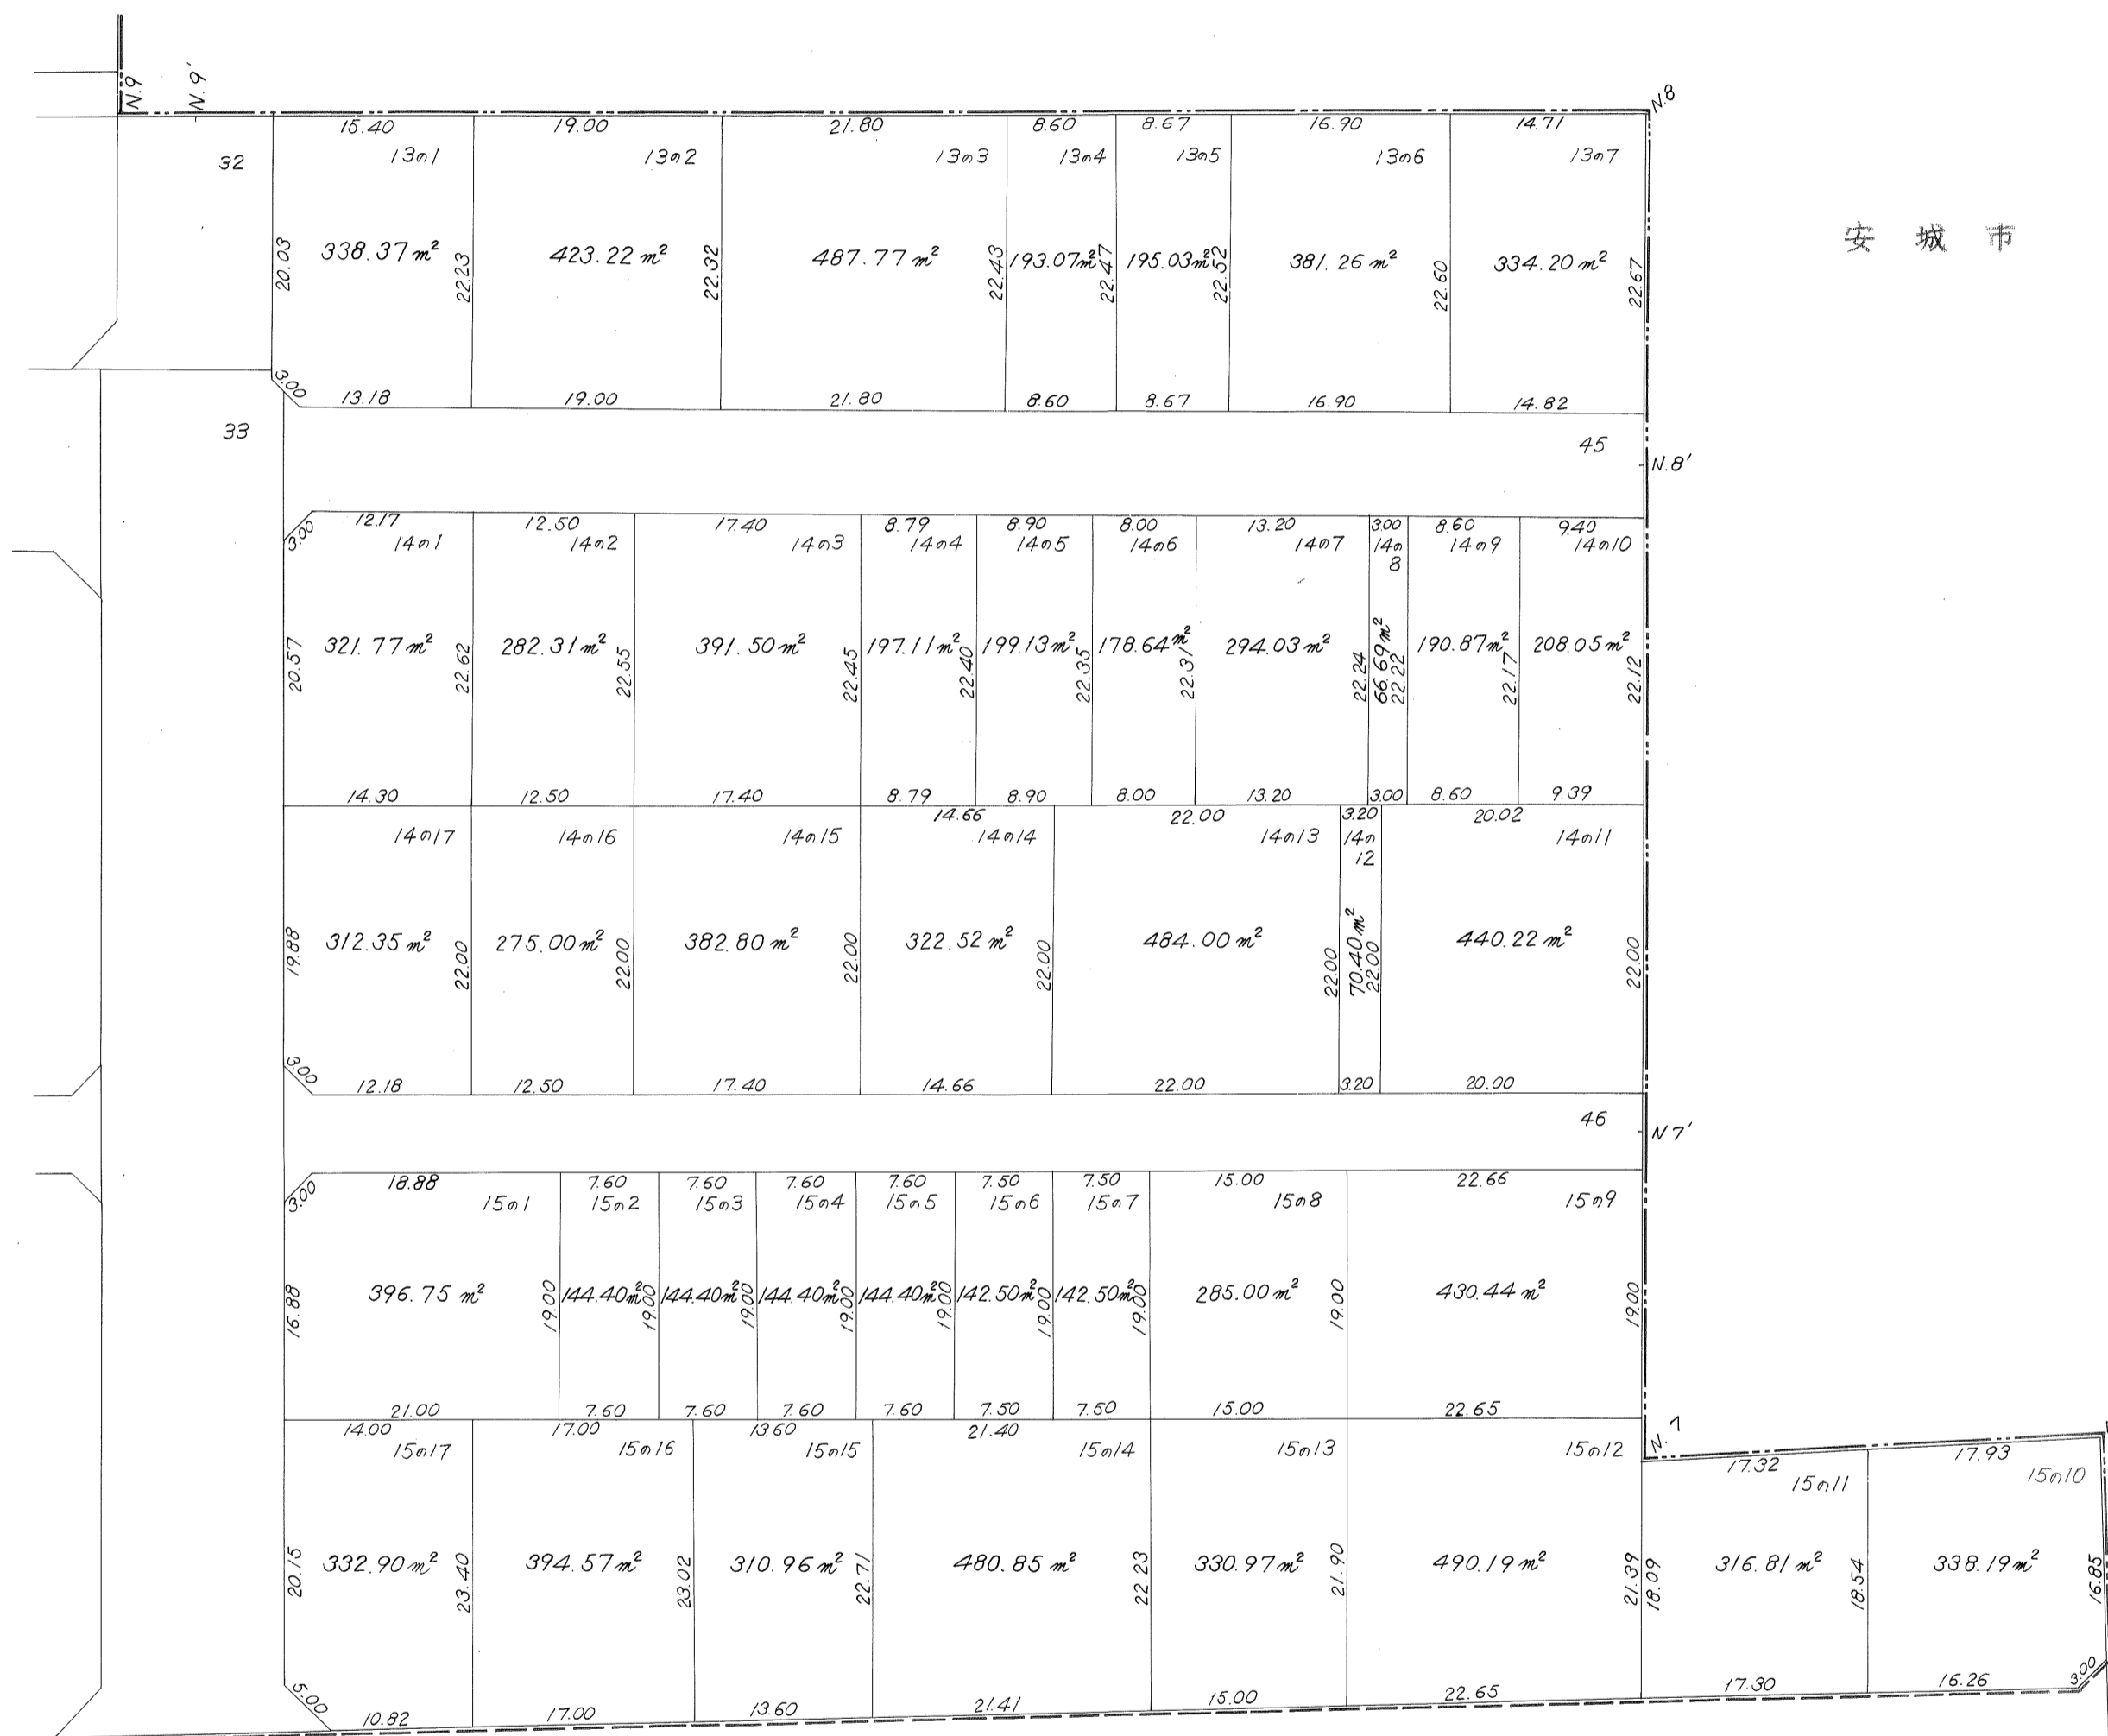 N.9
N.9'
N.8
15.40 19.00 21.80 8.60 8.67 16.90 14.71
32 13の1 13の2 13の3 13の4 13の5 13の6 13の7
安城市
20.03 338.37m² 22.23 423.22m² 22.32 487.77m² 22.43 193.07m² 22.47 195.03m² 22.52 381.26m² 22.60 334.20m² 22.67
3.00 13.18 19.00 21.80 8.60 8.67 16.90 14.82
33 45
N.8'
3.00 12.17 12.50 17.40 8.79 8.90 8.00 13.20 3.00 8.60 9.40
14の1 14の2 14の3 14の4 14の5 14の6 14の7 14の8 14の9 14の10
20.57 321.77m² 22.62 282.31m² 22.55 391.50m² 22.45 197.11m² 22.40 199.13m² 22.35 178.64m² 22.31 294.03m² 22.24 66.69m² 22.22 190.87m² 22.17 208.05m² 22.12
14.30 12.50 17.40 8.79 8.90 8.00 13.20 3.00 8.60 9.39
14.66 22.00 3.20 20.02
14の17 14の16 14の15 14の14 14の13 14の12 14の11
19.88 312.35m² 22.00 275.00m² 22.00 382.80m² 22.00 322.52m² 22.00 484.00m² 22.00 70.40m² 22.00 440.22m² 22.00
3.00 12.18 12.50 17.40 14.66 22.00 3.20 20.00
46
N7'
3.00 18.88 7.60 7.60 7.60 7.60 7.50 7.50 15.00 22.66
15の1 15の2 15の3 15の4 15の5 15の6 15の7 15の8 15の9
16.88 396.75m² 19.00 144.40m² 19.00 144.40m² 19.00 144.40m² 19.00 144.40m² 19.00 142.50m² 19.00 142.50m² 19.00 285.00m² 19.00 430.44m² 19.00
21.00 7.60 7.60 7.60 7.60 7.50 7.50 15.00 22.65
14.00 17.00 13.60 21.40
N.7
17.32 17.93
15の17 15の16 15の15 15の14 15の13 15の12 15の11 15の10
20.15 332.90m² 23.40 394.57m² 23.02 310.96m² 22.71 480.85m² 22.23 330.97m² 21.90 490.19m² 21.39 18.09 316.81m² 18.54 338.19m² 16.85
5.00 10.82 17.00 13.60 21.41 15.00 22.65 17.30 16.26 3.00